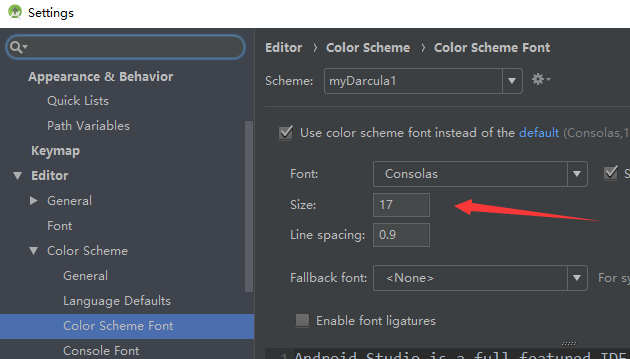 Settings
Appearance & Behavior
Quick Lists
Path Variables
Keymap
Editor
General
Font
Color Scheme
General
Language Defaults
Color Scheme Font
Console Font
Editor › Color Scheme › Color Scheme Font
Scheme: myDarcula1
Use color scheme font instead of the default (Consolas,1
Font: Consolas S
Size: 17
Line spacing: 0.9
Fallback font: <None> For sy
Enable font ligatures
1 Android Studio is a full-featured IDE